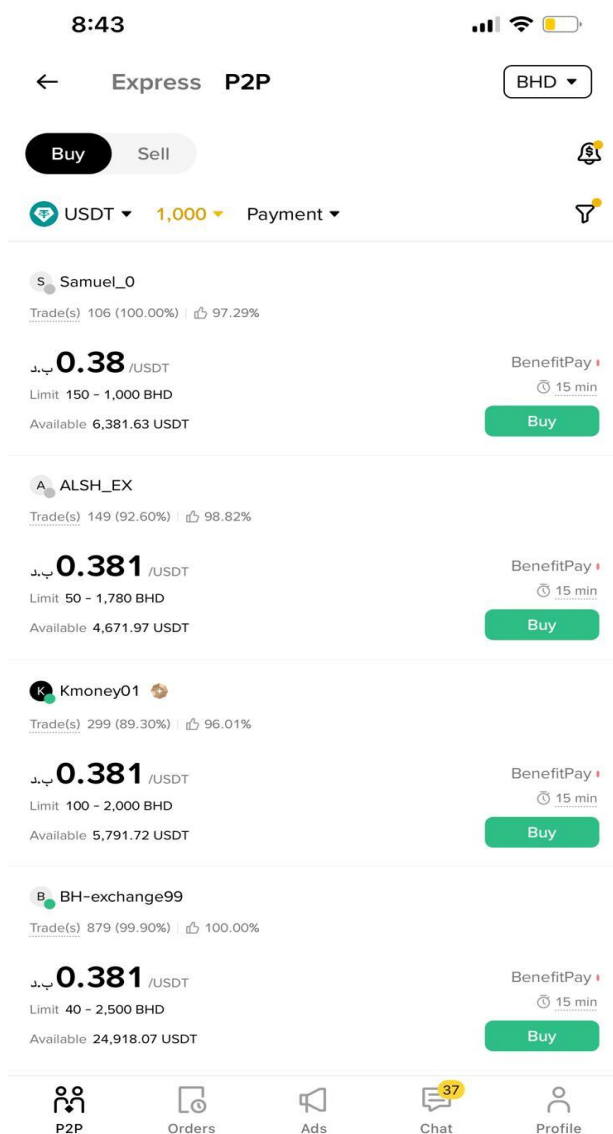 8:43
Express P2P BHD
Buy Sell
USDT 1,000 Payment
S Samuel_0
Trade(s) 106 (100.00%) 97.29%
ب.د 0.38 /USDT
BenefitPay
Limit 150 - 1,000 BHD
15 min
Available 6,381.63 USDT
Buy
A ALSH_EX
Trade(s) 149 (92.60%) 98.82%
ب.د 0.381 /USDT
BenefitPay
Limit 50 - 1,780 BHD
15 min
Available 4,671.97 USDT
Buy
K Kmoney01
Trade(s) 299 (89.30%) 96.01%
ب.د 0.381 /USDT
BenefitPay
Limit 100 - 2,000 BHD
15 min
Available 5,791.72 USDT
Buy
B BH-exchange99
Trade(s) 879 (99.90%) 100.00%
ب.د 0.381 /USDT
BenefitPay
Limit 40 - 2,500 BHD
15 min
Available 24,918.07 USDT
Buy
37
P2P Orders Ads Chat Profile